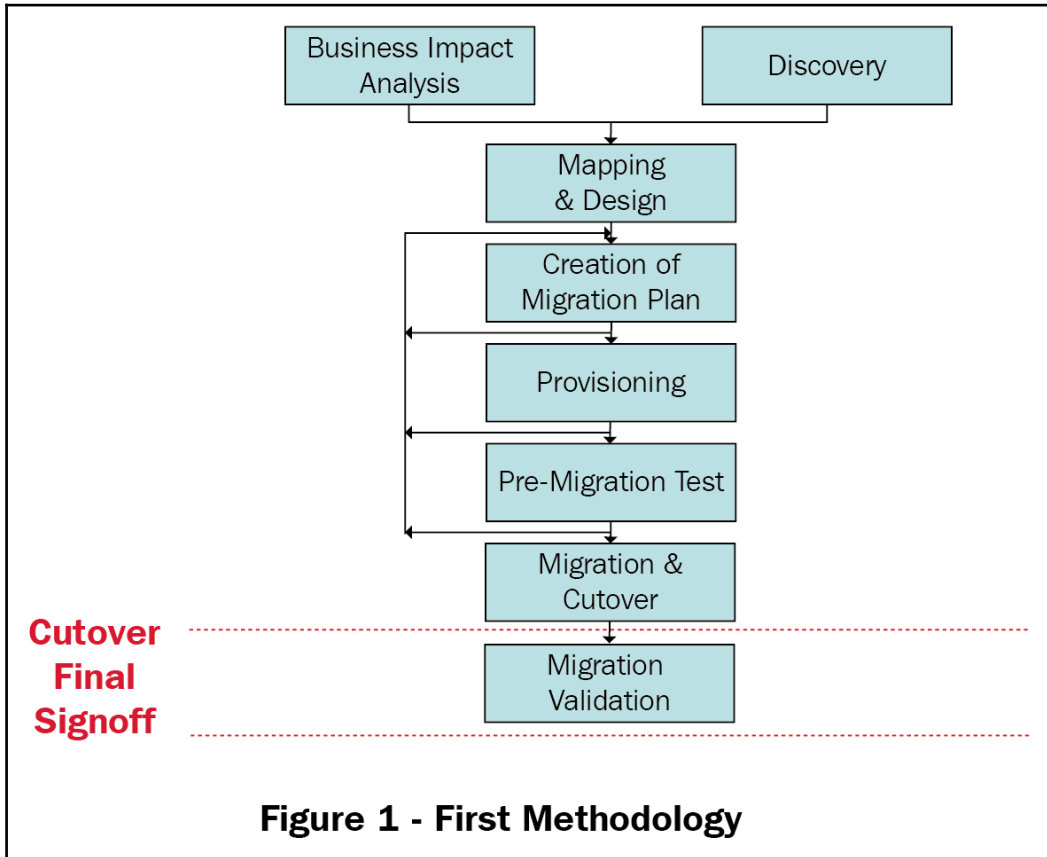 Business Impact
Analysis
Discovery
Mapping
& Design
Creation of
Migration Plan
Provisioning
Pre-Migration Test
Migration &
Cutover
Cutover
Final
Signoff
Migration
Validation
Figure 1 - First Methodology